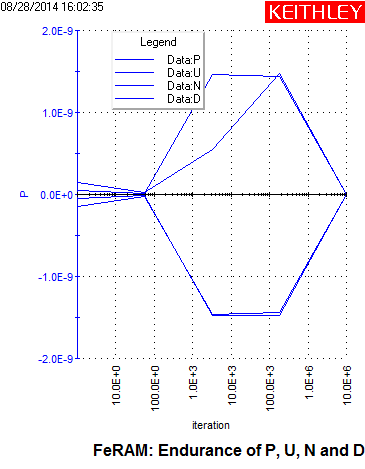 08/28/2014 16:02:35
KEITHLEY
2.0E-9
Legend
Data:P
Data:U
Data:N
Data:D
1.0E-9
P
0.0E+0
-1.0E-9
-2.0E-9
10.0E+0
100.0E+0
1.0E+3
10.0E+3
100.0E+3
1.0E+6
10.0E+6
iteration
FeRAM: Endurance of P, U, N and D